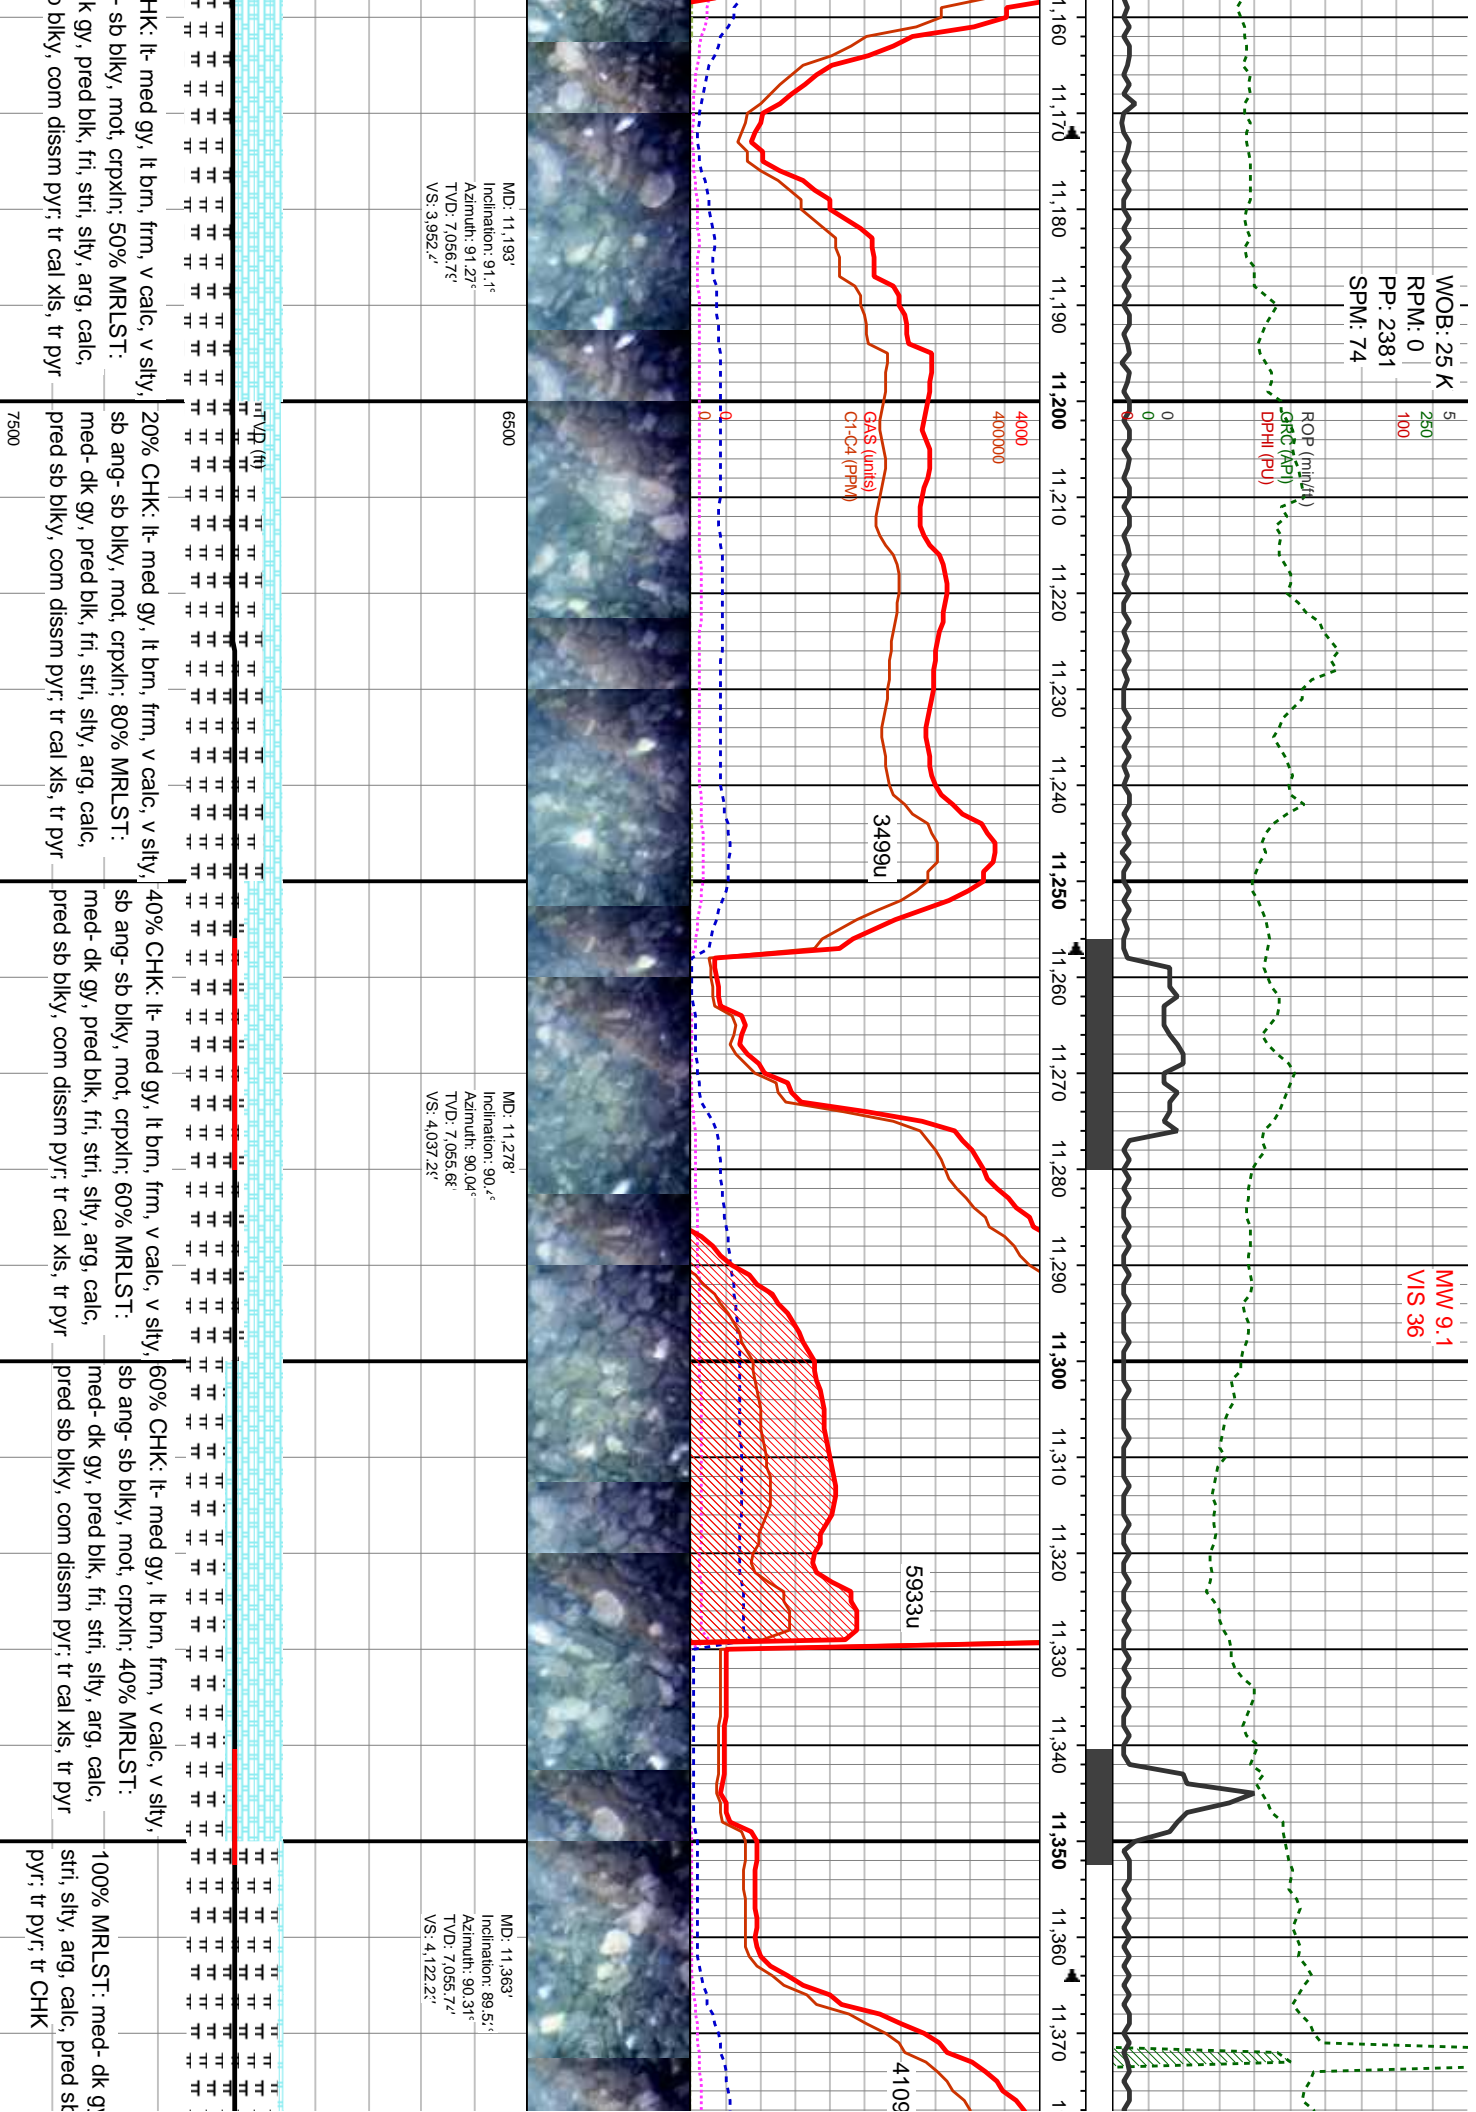 WOB: 25 K
RPM: 0
PP: 2381
SPM: 74
MW 9.1
VIS 36
5
250
100
ROP (min/ft)
GRC (API)
DPHI (PU)
0
0
0
11,170
11,180
11,190
11,200
11,210
11,220
11,230
11,240
11,250
11,260
11,270
11,280
11,290
11,300
11,310
11,320
11,330
11,340
11,350
11,360
11,370
4000
400000
GAS (units)
C1-C4 (PPM)
0
0
3499u
5933u
4109
MD: 11,193'
Inclination: 91.1°
Azimuth: 91.27°
TVD: 7,056.75'
VS: 3,952.4'
MD: 11,278'
Inclination: 90.4°
Azimuth: 90.04°
TVD: 7,055.68'
VS: 4,037.29'
MD: 11,363'
Azimuth: 90.31°
TVD: 7,055.74'
6500
TVD (ft)
7500
CHK: lt- med gy, lt brn, frm, v calc, v slty,
- sb blky, mot, crpxln; 50% MRLST:
k gy, pred blk, fri, stri, slty, arg, calc,
blky, com dissm pyr; tr cal xls, tr pyr
20% CHK: lt- med gy, lt brn, frm, v calc, v slty,
sb ang- sb blky, mot, crpxln; 80% MRLST:
med- dk gy, pred blk, fri, stri, slty, arg, calc,
pred sb blky, com dissm pyr; tr cal xls, tr pyr
40% CHK: lt- med gy, lt brn, frm, v calc, v slty,
sb ang- sb blky, mot, crpxln; 60% MRLST:
med- dk gy, pred blk, fri, stri, slty, arg, calc,
pred sb blky, com dissm pyr; tr cal xls, tr pyr
60% CHK: lt- med gy, lt brn, frm, v calc, v slty,
sb ang- sb blky, mot, crpxln; 40% MRLST:
med- dk gy, pred blk, fri, stri, slty, arg, calc,
pred sb blky, com dissm pyr; tr cal xls, tr pyr
100% MRLST: med- dk gy
stri, slty, arg, calc, pred sb
pyr; tr pyr; tr CHK